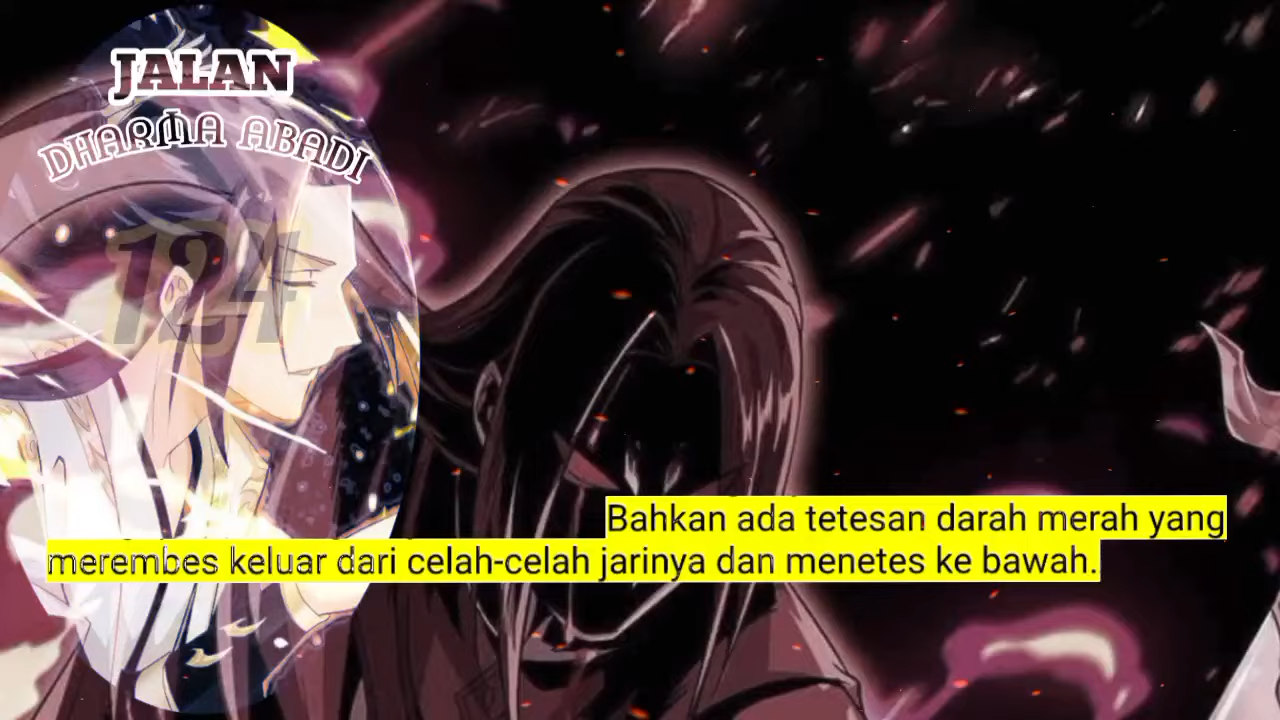 JALAN
DHARMA ABADI
124
Bahkan ada tetesan darah merah yang
merembes keluar dari celah-celah jarinya dan menetes ke bawah.